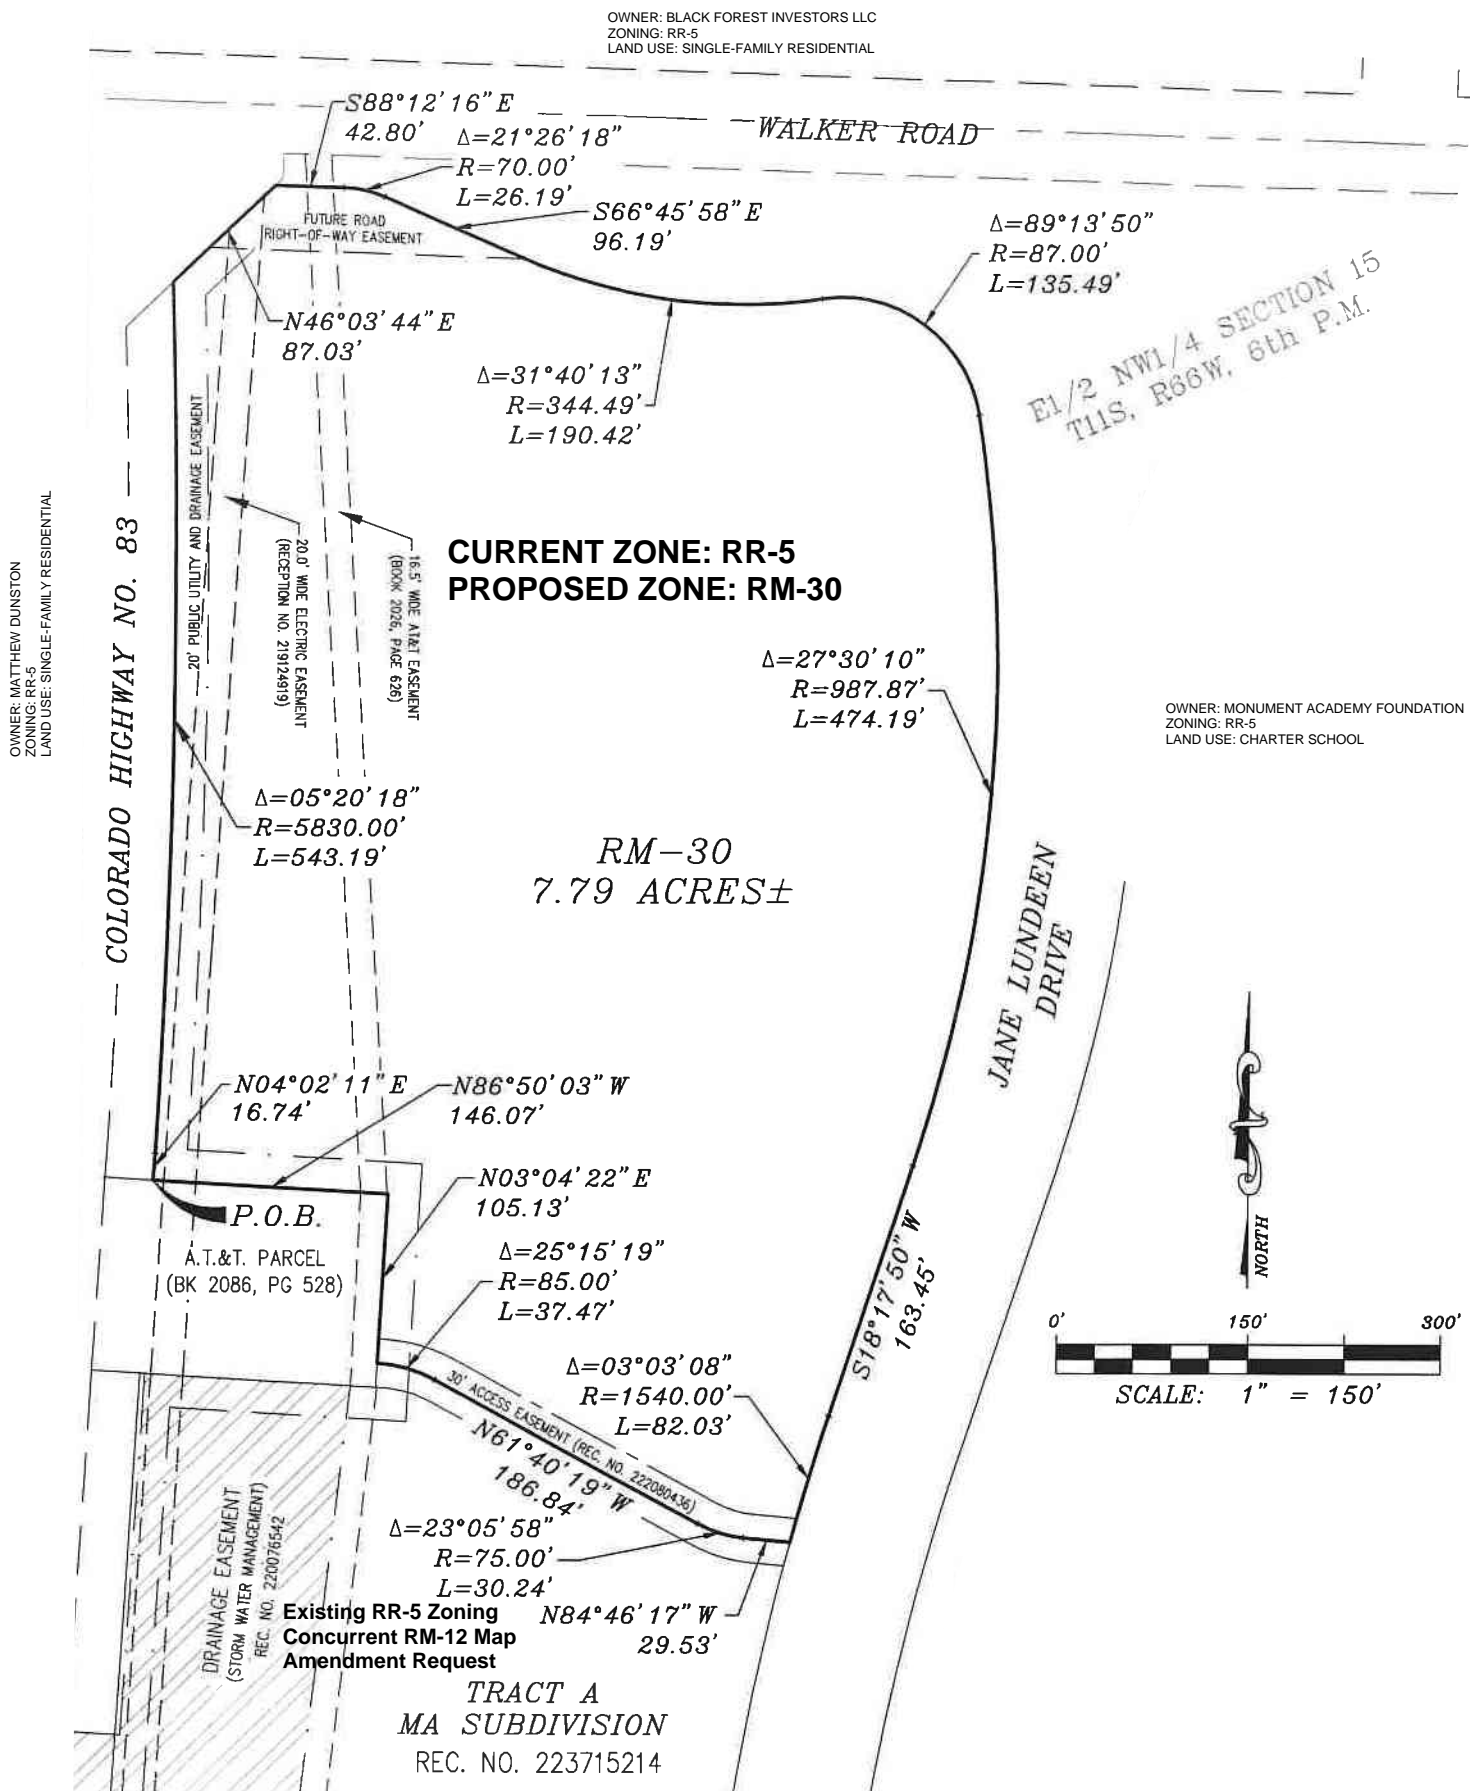 OWNER: BLACK FOREST INVESTORS LLC
ZONING: RR-5
LAND USE: SINGLE-FAMILY RESIDENTIAL
WALKER ROAD
S88°12'16"E
42.80'
Δ=21°26'18"
R=70.00'
L=26.19'
S66°45'58"E
96.19'
Δ=89°13'50"
R=87.00'
L=135.49'
FUTURE ROAD
RIGHT-OF-WAY EASEMENT
E1/2 NW1/4 SECTION 15
T11S, R66W, 6th P.M.
N46°03'44"E
87.03'
Δ=31°40'13"
R=344.49'
L=190.42'
20' PUBLIC UTILITY AND DRAINAGE EASEMENT
20.0' WIDE ELECTRIC EASEMENT
(RECEPTION NO. 219124919)
16.5' WIDE AT&T EASEMENT
(BOOK 2026, PAGE 626)
CURRENT ZONE: RR-5
PROPOSED ZONE: RM-30
OWNER: MATTHEW DUNSTON
ZONING: RR-5
LAND USE: SINGLE-FAMILY RESIDENTIAL
COLORADO HIGHWAY NO. 83
Δ=27°30'10"
R=987.87'
L=474.19'
OWNER: MONUMENT ACADEMY FOUNDATION
ZONING: RR-5
LAND USE: CHARTER SCHOOL
Δ=05°20'18"
R=5830.00'
L=543.19'
RM-30
7.79 ACRES±
JANE LUNDEEN
DRIVE
N04°02'11"E
16.74'
N86°50'03"W
146.07'
N03°04'22"E
105.13'
P.O.B.
A.T.&T. PARCEL
(BK 2086, PG 528)
Δ=25°15'19"
R=85.00'
L=37.47'
S18°17'50"W
163.45'
NORTH
0' 150' 300'
SCALE: 1" = 150'
Δ=03°03'08"
R=1540.00'
L=82.03'
30' ACCESS EASEMENT (REC. NO. 222080436)
N61°40'19"W
186.84'
Δ=23°05'58"
R=75.00'
L=30.24'
N84°46'17"W
29.53'
DRAINAGE EASEMENT
(STORM WATER MANAGEMENT)
REC. NO. 220076542
Existing RR-5 Zoning
Concurrent RM-12 Map
Amendment Request
TRACT A
MA SUBDIVISION
REC. NO. 223715214